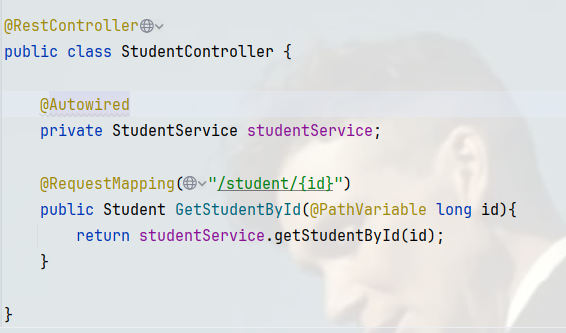 @RestController
public class StudentController {
@Autowired
private StudentService studentService;
@RequestMapping("/student/{id}")
public Student GetStudentById(@PathVariable long id){
return studentService.getStudentById(id);
}
}